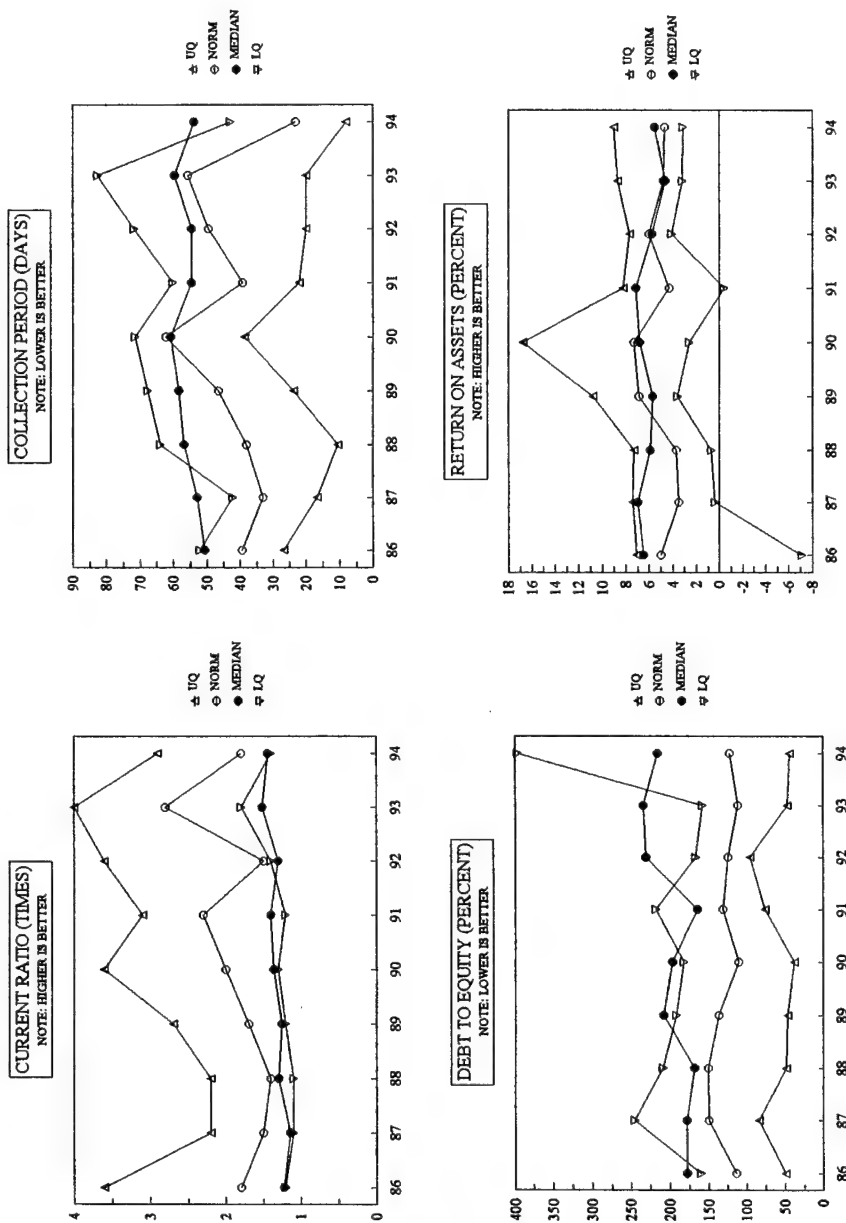 CURRENT RATIO (TIMES)
NOTE: HIGHER IS BETTER
4
3
2
1
0
86 87 88 89 90 91 92 93 94
UQ
NORM
MEDIAN
LQ
COLLECTION PERIOD (DAYS)
NOTE: LOWER IS BETTER
90
80
70
60
50
40
30
20
10
0
86 87 88 89 90 91 92 93 94
UQ
NORM
MEDIAN
LQ
DEBT TO EQUITY (PERCENT)
NOTE: LOWER IS BETTER
400
350
300
250
200
150
100
50
0
86 87 88 89 90 91 92 93 94
UQ
NORM
MEDIAN
LQ
RETURN ON ASSETS (PERCENT)
NOTE: HIGHER IS BETTER
18
16
14
12
10
8
6
4
2
0
-2
-4
-6
-8
86 87 88 89 90 91 92 93 94
UQ
NORM
MEDIAN
LQ